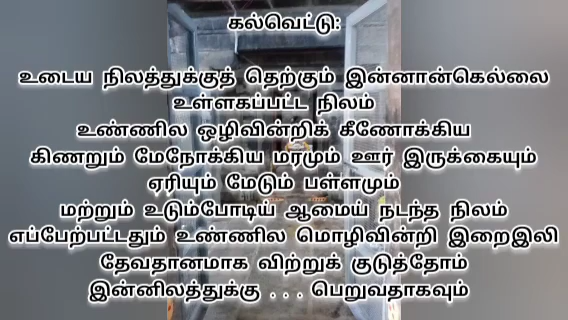 கல்வெட்டு:
உடைய நிலத்துக்குத் தெற்கும் இன்னான்கெல்லை
உள்ளகப்பட்ட நிலம்
உண்ணில ஒழிவின்றிக் கீணோக்கிய
கிணறும் மேநோக்கிய மரமும் ஊர் இருக்கையும்
ஏரியும் மேடும் பள்ளமும்
மற்றும் உடும்போடிய் ஆமைய் நடந்த நிலம்
எப்பேற்பட்டதும் உண்ணில மொழிவின்றி இறைஇலி
தேவதானமாக விற்றுக் குடுத்தோம்
இன்னிலத்துக்கு . . . பெறுவதாகவும்